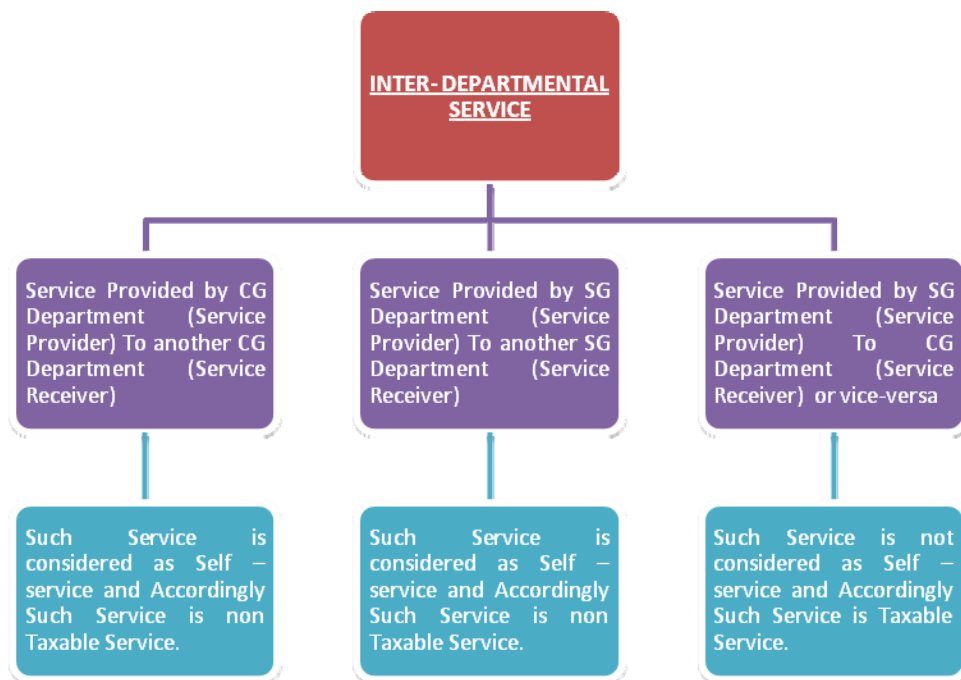 INTER- DEPARTMENTAL
SERVICE
Service Provided by CG
Department (Service
Provider) To another CG
Department (Service
Receiver)
Service Provided by SG
Department (Service
Provider) To another SG
Department (Service
Receiver)
Service Provided by SG
Department (Service
Provider) To CG
Department (Service
Receiver) or vice-versa
Such Service is
considered as Self –
service and Accordingly
Such Service is non
Taxable Service.
Such Service is
considered as Self –
service and Accordingly
Such Service is non
Taxable Service.
Such Service is not
considered as Self –
service and Accordingly
Such Service is Taxable
Service.